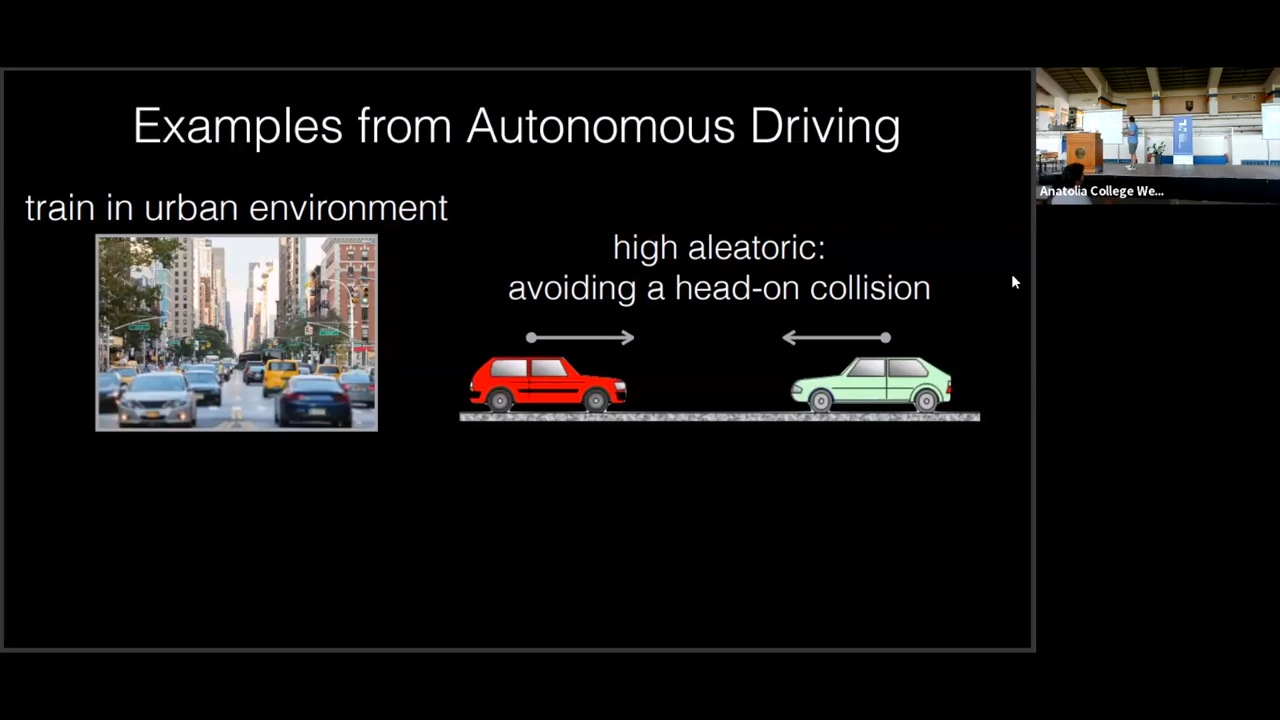 Examples from Autonomous Driving
train in urban environment
high aleatoric:
avoiding a head-on collision
Anatolia College We...